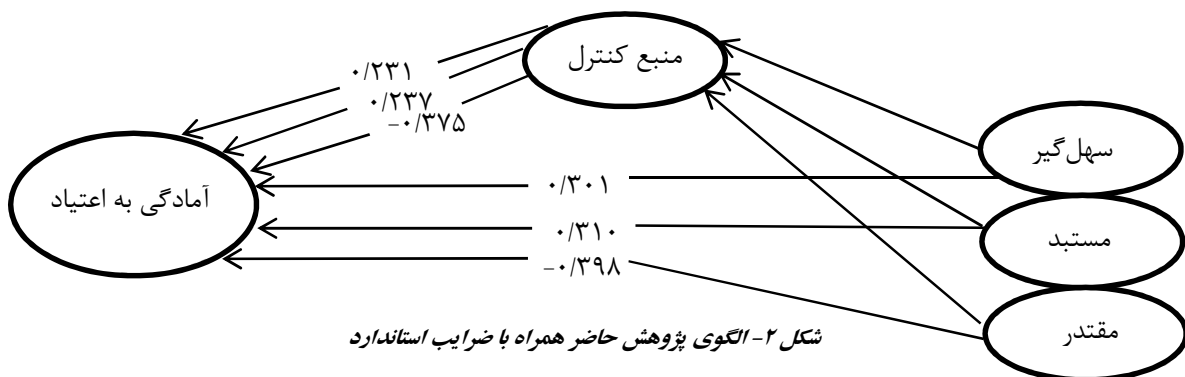 منبع کنترل
۰/۲۳۱
۰/۲۳۷
-۰/۳۷۵
سهل‌گیر
آمادگی به اعتیاد
۰/۳۰۱
مستبد
۰/۳۱۰
-۰/۳۹۸
مقتدر
شکل ۲- الگوی پژوهش حاضر همراه با ضرایب استاندارد